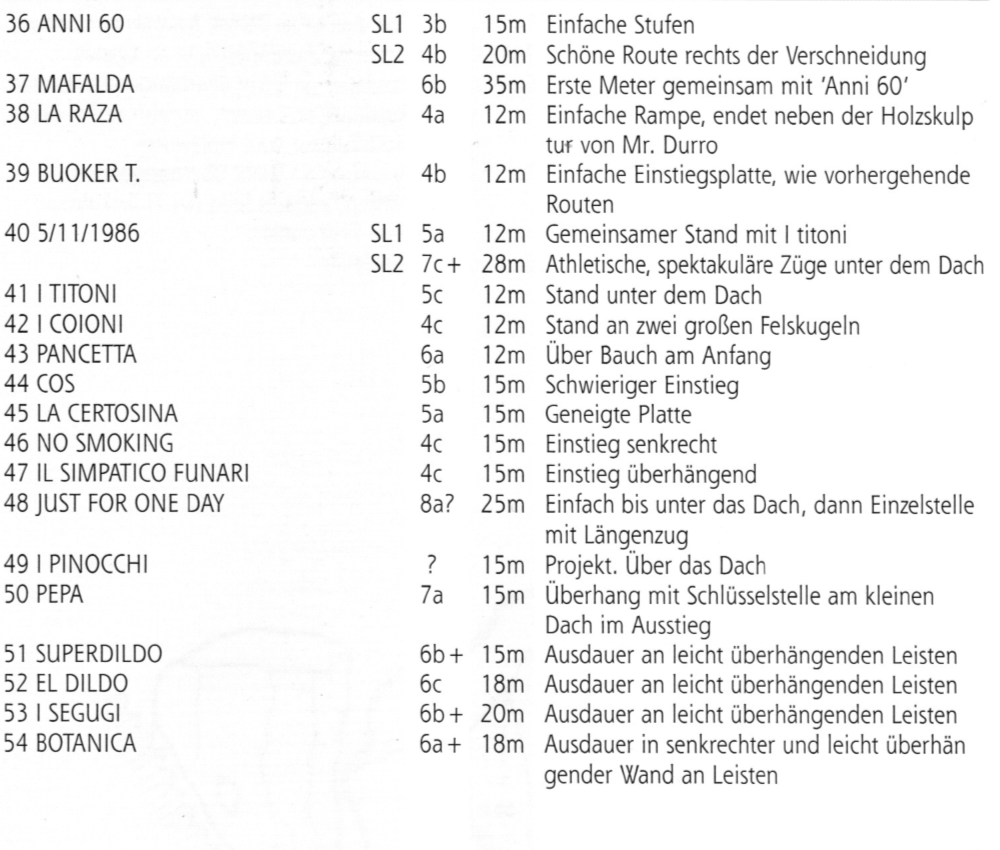 36 ANNI 60 SL1 3b 15m Einfache Stufen
SL2 4b 20m Schöne Route rechts der Verschneidung
37 MAFALDA 6b 35m Erste Meter gemeinsam mit 'Anni 60'
38 LA RAZA 4a 12m Einfache Rampe, endet neben der Holzskulp
tur von Mr. Durro
39 BUOKER T. 4b 12m Einfache Einstiegsplatte, wie vorhergehende
Routen
40 5/11/1986 SL1 5a 12m Gemeinsamer Stand mit I titoni
SL2 7c+ 28m Athletische, spektakuläre Züge unter dem Dach
41 I TITONI 5c 12m Stand unter dem Dach
42 I COIONI 4c 12m Stand an zwei großen Felskugeln
43 PANCETTA 6a 12m Über Bauch am Anfang
44 COS 5b 15m Schwieriger Einstieg
45 LA CERTOSINA 5a 15m Geneigte Platte
46 NO SMOKING 4c 15m Einstieg senkrecht
47 IL SIMPATICO FUNARI 4c 15m Einstieg überhängend
48 JUST FOR ONE DAY 8a? 25m Einfach bis unter das Dach, dann Einzelstelle
mit Längenzug
49 I PINOCCHI ? 15m Projekt. Über das Dach
50 PEPA 7a 15m Überhang mit Schlüsselstelle am kleinen
Dach im Ausstieg
51 SUPERDILDO 6b+ 15m Ausdauer an leicht überhängenden Leisten
52 EL DILDO 6c 18m Ausdauer an leicht überhängenden Leisten
53 I SEGUGI 6b+ 20m Ausdauer an leicht überhängenden Leisten
54 BOTANICA 6a+ 18m Ausdauer in senkrechter und leicht überhän
gender Wand an Leisten